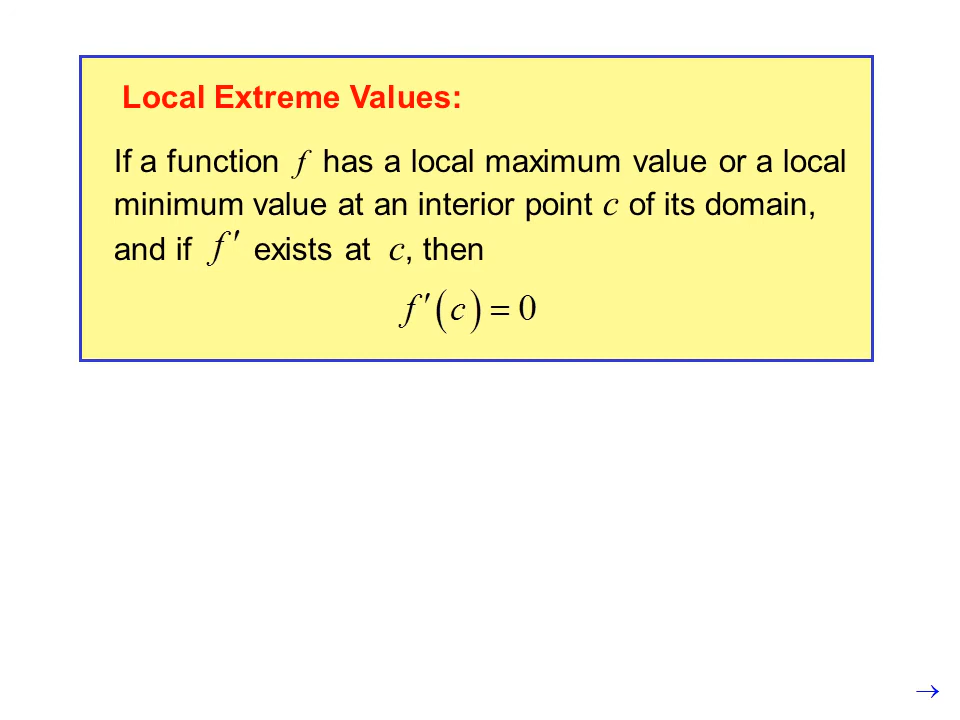 Local Extreme Values:
If a function f has a local maximum value or a local
minimum value at an interior point c of its domain,
and if f′ exists at c, then
f′(c) = 0
→